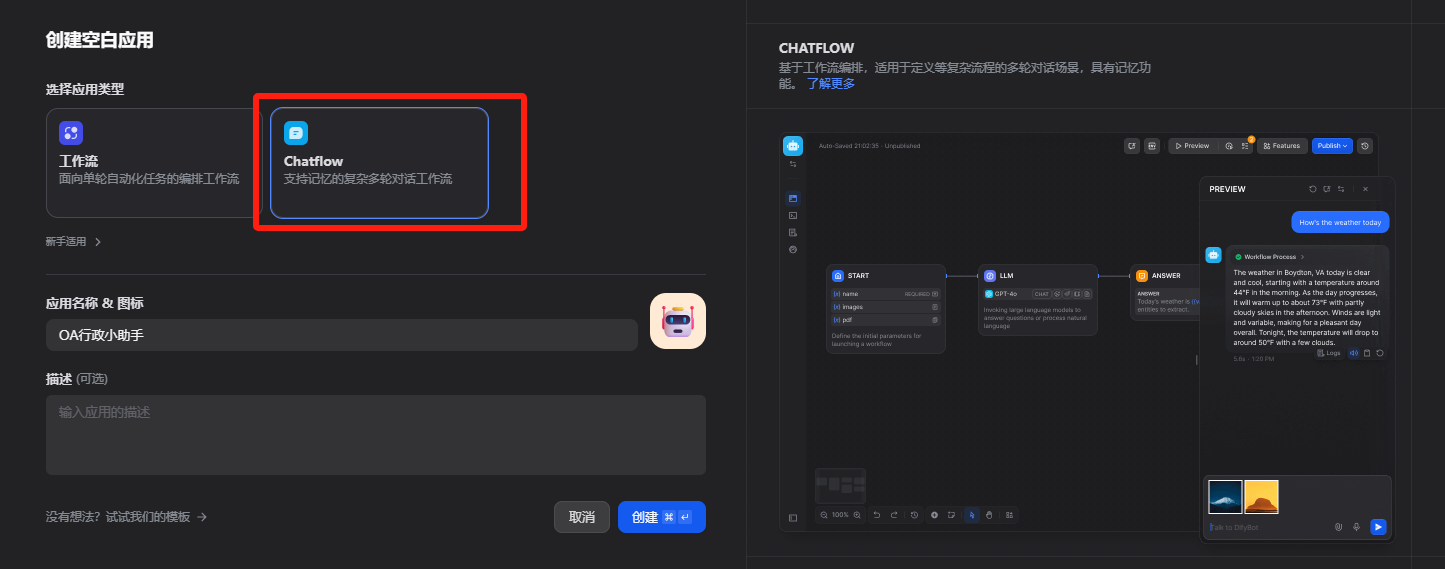 创建空白应用
选择应用类型
工作流
面向单轮自动化任务的编排工作流
Chatflow
支持记忆的复杂多轮对话工作流
新手适用
应用名称 & 图标
OA行政小助手
描述 (可选)
输入应用的描述
没有想法? 试试我们的模板
取消
创建
CHATFLOW
基于工作流编排，适用于定义等复杂流程的多轮对话场景，具有记忆功
能。 了解更多
Auto-Saved 21:02:35 · Unpublished
Preview
2
Features
Publish
PREVIEW
How's the weather today
Workflow Process
The weather in Boydton, VA today is clear
and cool, starting with a temperature around
44°F in the morning. As the day progresses,
it will warm up to about 73°F with partly
cloudy skies in the afternoon. Winds are light
and variable, making for a pleasant day
overall. Tonight, the temperature will drop to
around 50°F with a few clouds.
Logs
5.6s · 1:20 PM
START
{x} name
REQUIRED
{x} images
{x} pdf
Define the initial parameters for
launching a workflow
LLM
GPT-4o
CHAT
Invoking large language models to
answer questions or process natural
language
ANSWER
ANSWER
Today's weather is
entities to extract.
100%
Talk to DifyBot